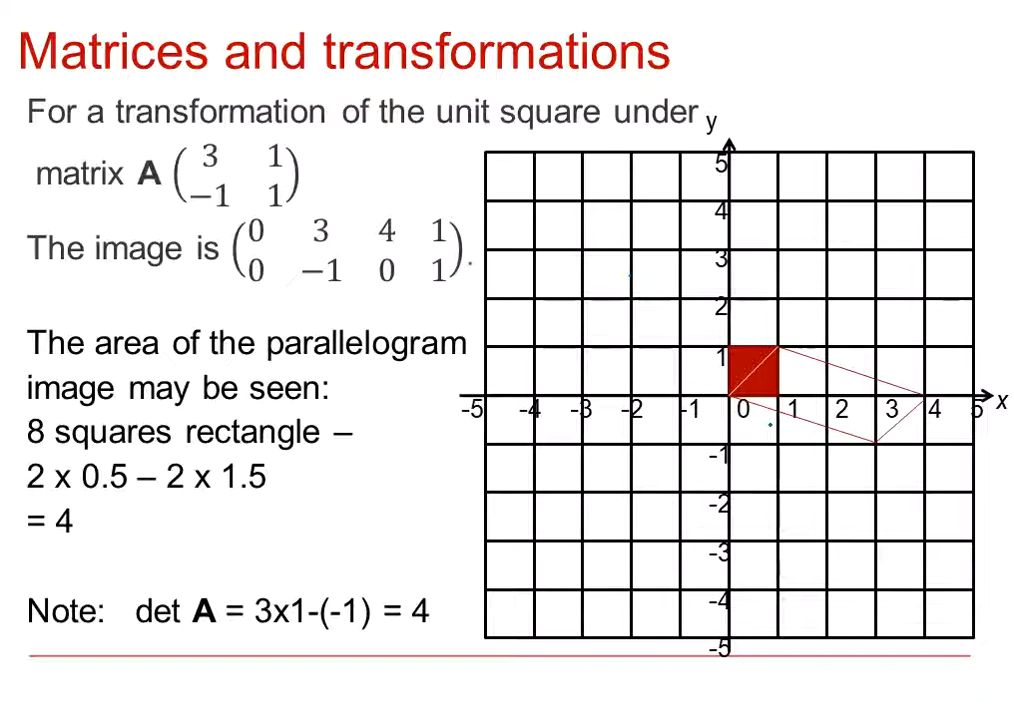 Matrices and transformations
For a transformation of the unit square under
matrix A ( 3 1
−1 1 )
The image is ( 0 3 4 1
0 −1 0 1 ).
The area of the parallelogram
image may be seen:
8 squares rectangle –
2 x 0.5 – 2 x 1.5
= 4
Note: det A = 3x1-(-1) = 4
y
5
4
3
2
1
-5 -4 -3 -2 -1 0 1 2 3 4 5 x
-1
-2
-3
-4
-5